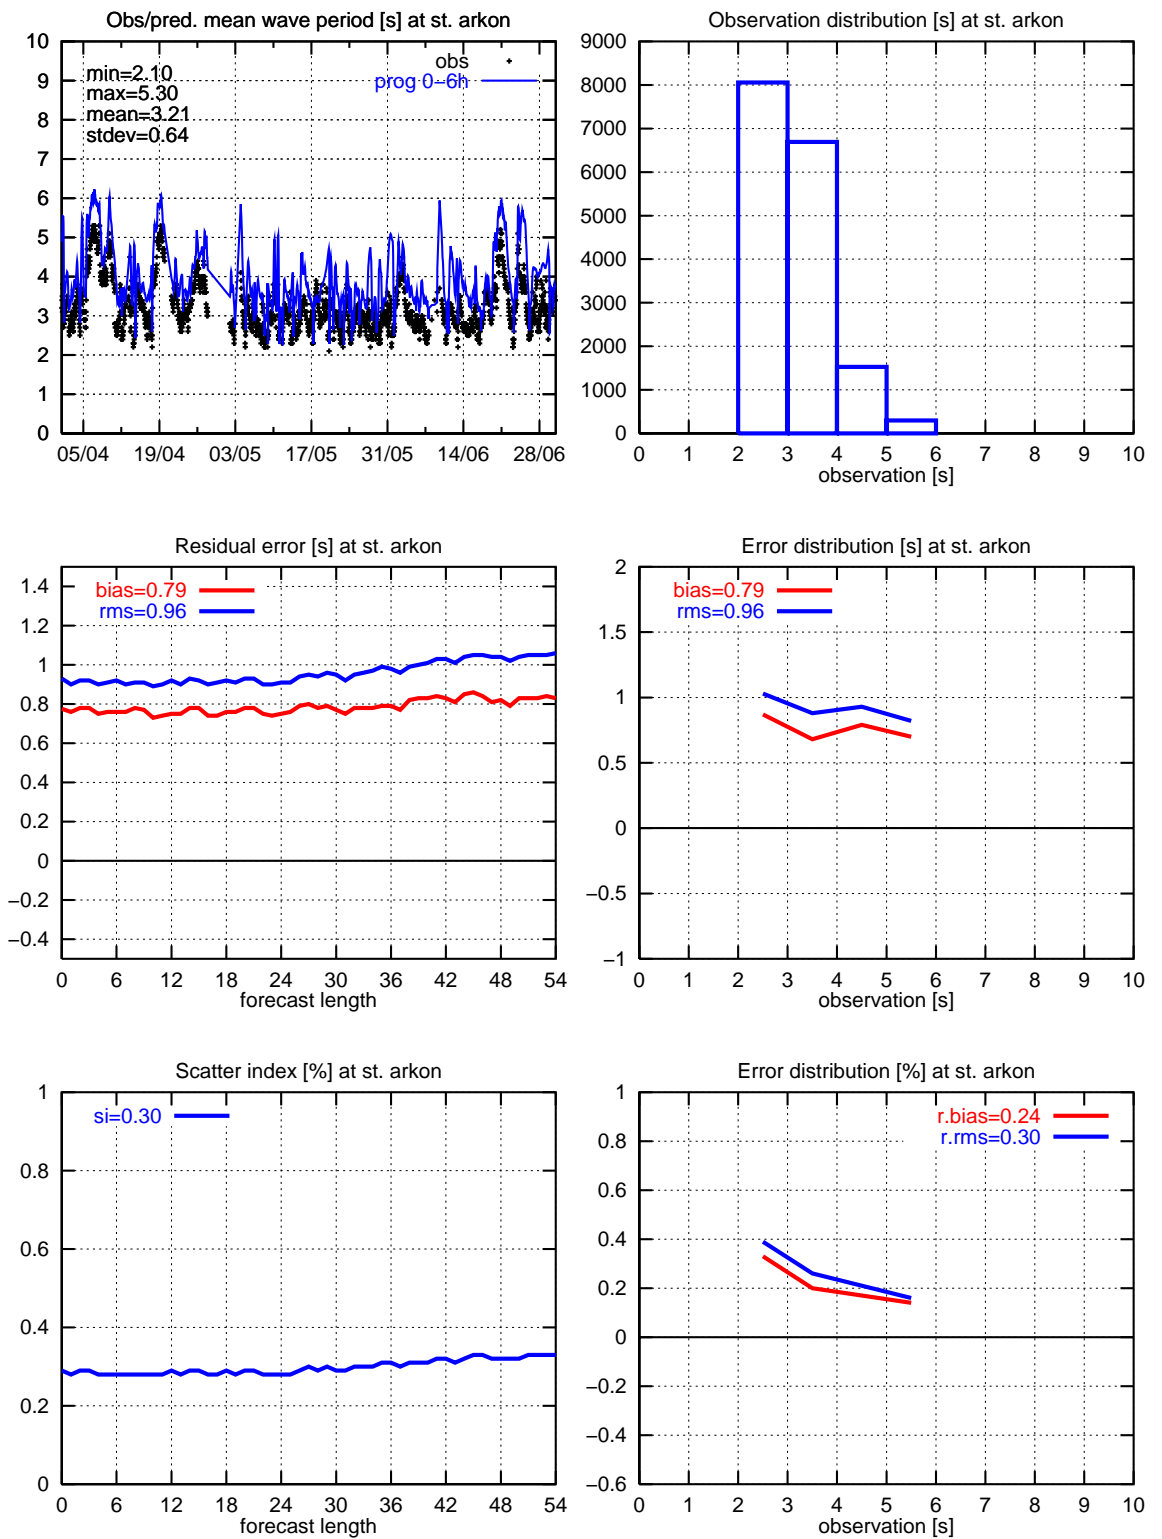 Obs/pred. mean wave period [s] at st. arkon
10
9
8
7
6
5
4
3
2
1
0
min=2.10
max=5.30
mean=3.21
stdev=0.64
obs
prog 0−6h
05/04 19/04 03/05 17/05 31/05 14/06 28/06
Observation distribution [s] at st. arkon
9000
8000
7000
6000
5000
4000
3000
2000
1000
0
0 1 2 3 4 5 6 7 8 9 10
observation [s]
Residual error [s] at st. arkon
1.4
1.2
1
0.8
0.6
0.4
0.2
0
−0.2
−0.4
bias=0.79
rms=0.96
0 6 12 18 24 30 36 42 48 54
forecast length
Error distribution [s] at st. arkon
2
1.5
1
0.5
0
−0.5
−1
bias=0.79
rms=0.96
0 1 2 3 4 5 6 7 8 9 10
observation [s]
Scatter index [%] at st. arkon
1
0.8
0.6
0.4
0.2
0
si=0.30
0 6 12 18 24 30 36 42 48 54
forecast length
Error distribution [%] at st. arkon
1
0.8
0.6
0.4
0.2
0
−0.2
−0.4
−0.6
r.bias=0.24
r.rms=0.30
0 1 2 3 4 5 6 7 8 9 10
observation [s]